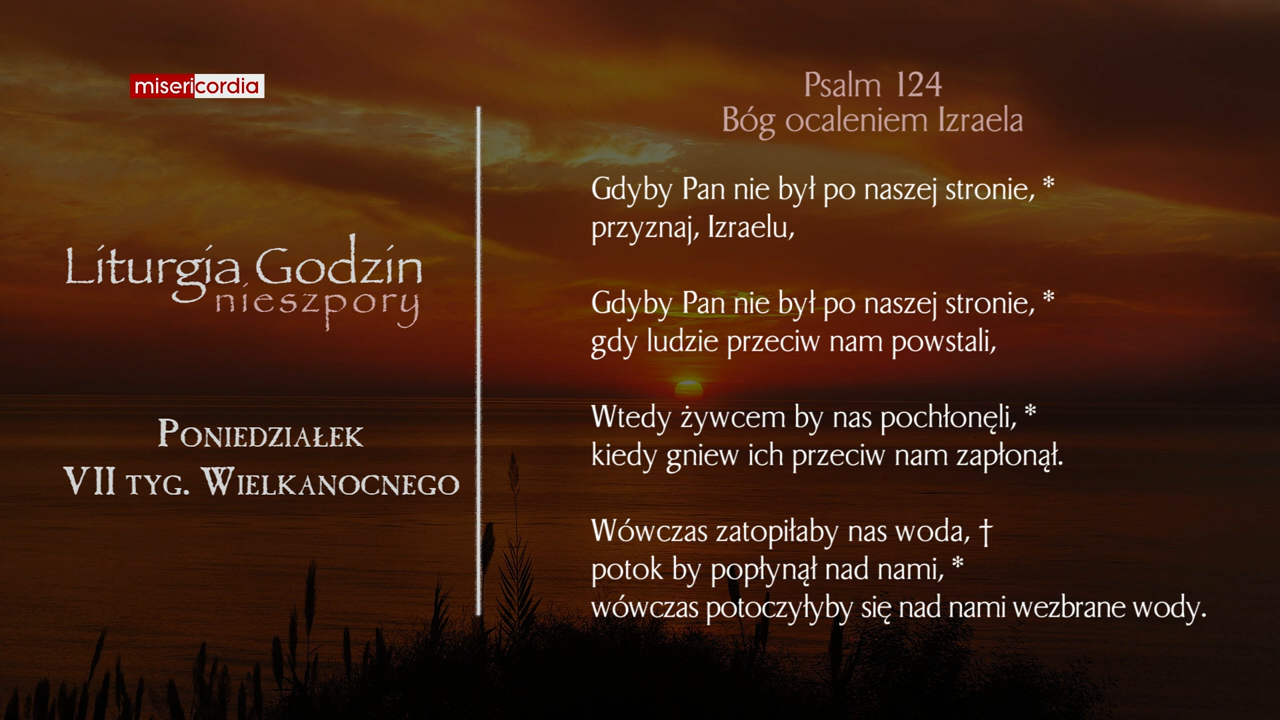 misericordia
Liturgia Godzin
nieszpory
Poniedziałek
VII tyg. Wielkanocnego
Psalm 124
Bóg ocaleniem Izraela
Gdyby Pan nie był po naszej stronie, *
przyznaj, Izraelu,
Gdyby Pan nie był po naszej stronie, *
gdy ludzie przeciw nam powstali,
Wtedy żywcem by nas pochłonęli, *
kiedy gniew ich przeciw nam zapłonął.
Wówczas zatopiłaby nas woda, †
potok by popłynął nad nami, *
wówczas potoczyłyby się nad nami wezbrane wody.